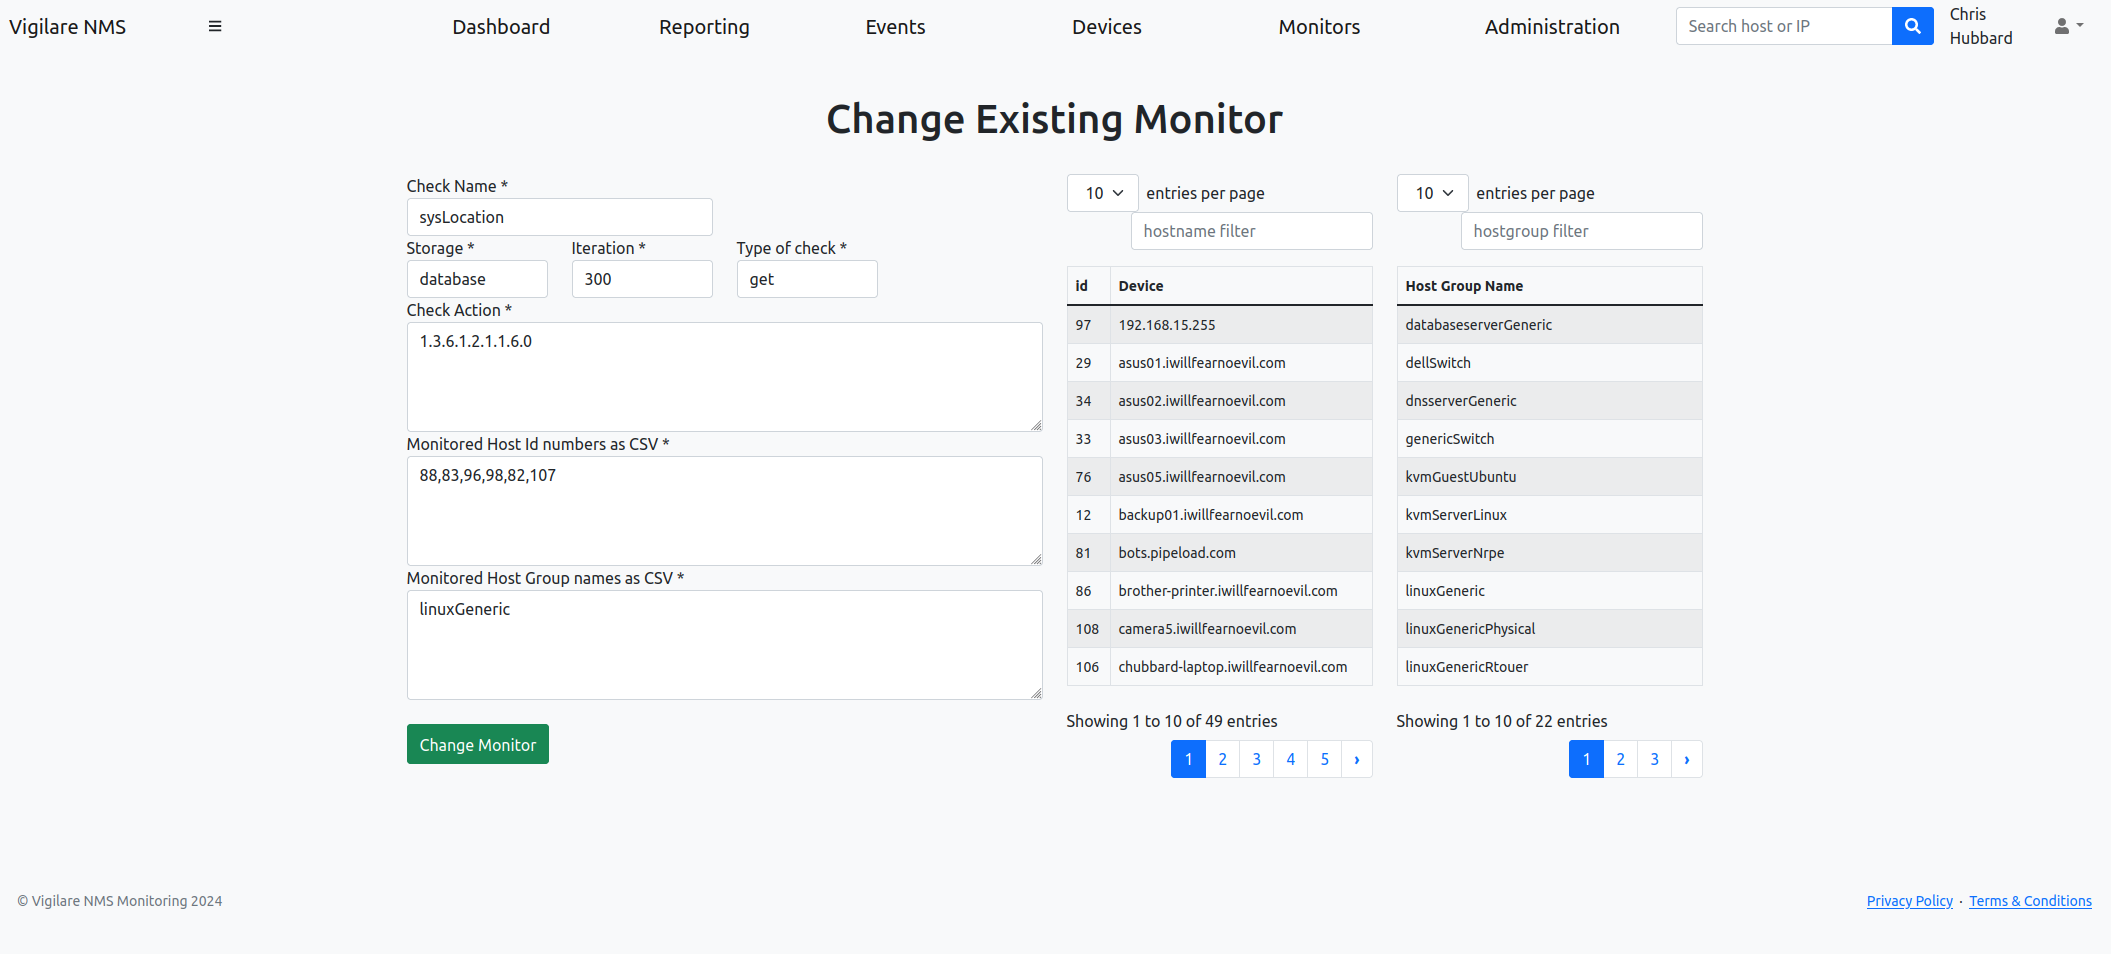 Vigilare NMS
Dashboard
Reporting
Events
Devices
Monitors
Administration
Search host or IP
Chris
Hubbard
Change Existing Monitor
Check Name *
sysLocation
Storage * Iteration * Type of check *
database 300 get
Check Action *
1.3.6.1.2.1.1.6.0
Monitored Host Id numbers as CSV *
88,83,96,98,82,107
Monitored Host Group names as CSV *
linuxGeneric
Change Monitor
10 entries per page
hostname filter
id Device
97 192.168.15.255
29 asus01.iwillfearnoevil.com
34 asus02.iwillfearnoevil.com
33 asus03.iwillfearnoevil.com
76 asus05.iwillfearnoevil.com
12 backup01.iwillfearnoevil.com
81 bots.pipeload.com
86 brother-printer.iwillfearnoevil.com
108 camera5.iwillfearnoevil.com
106 chubbard-laptop.iwillfearnoevil.com
Showing 1 to 10 of 49 entries
1 2 3 4 5 ›
10 entries per page
hostgroup filter
Host Group Name
databaseserverGeneric
dellSwitch
dnsserverGeneric
genericSwitch
kvmGuestUbuntu
kvmServerLinux
kvmServerNrpe
linuxGeneric
linuxGenericPhysical
linuxGenericRtouer
Showing 1 to 10 of 22 entries
1 2 3 ›
© Vigilare NMS Monitoring 2024
Privacy Policy · Terms & Conditions